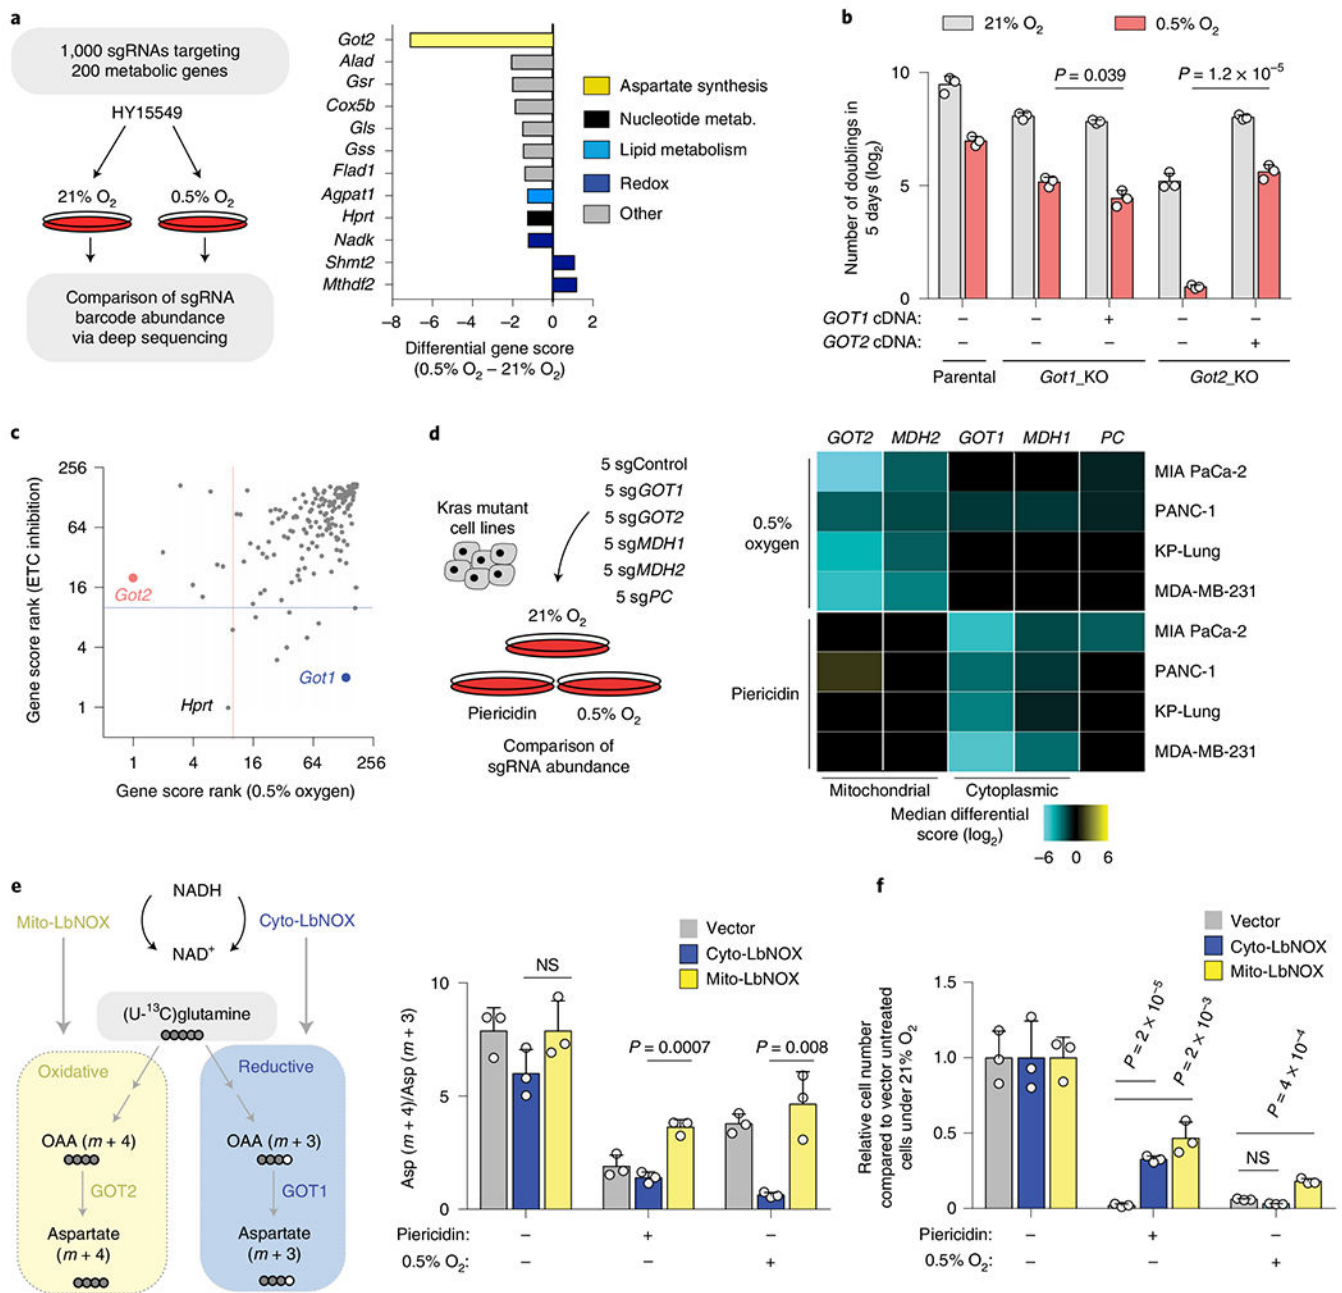 a
1,000 sgRNAs targeting
200 metabolic genes
HY15549
21% O₂
0.5% O₂
Comparison of sgRNA
barcode abundance
via deep sequencing
Got2
Alad
Gsr
Cox5b
Gls
Gss
Flad1
Agpat1
Hprt
Nadk
Shmt2
Mthdf2
−8 −6 −4 −2 0 2
Differential gene score
(0.5% O₂ – 21% O₂)
Aspartate synthesis
Nucleotide metab.
Lipid metabolism
Redox
Other
b
21% O₂
0.5% O₂
P = 0.039
P = 1.2 × 10⁻⁵
Number of doublings in
5 days (log₂)
10
5
0
GOT1 cDNA: – – + – –
GOT2 cDNA: – – – – +
Parental
Got1_KO
Got2_KO
c
Gene score rank (ETC inhibition)
256
64
16
4
1
Got2
Got1
Hprt
1 4 16 64 256
Gene score rank (0.5% oxygen)
d
Kras mutant
cell lines
5 sgControl
5 sgGOT1
5 sgGOT2
5 sgMDH1
5 sgMDH2
5 sgPC
21% O₂
Piericidin
0.5% O₂
Comparison of
sgRNA abundance
GOT2 MDH2 GOT1 MDH1 PC
0.5%
oxygen
MIA PaCa-2
PANC-1
KP-Lung
MDA-MB-231
Piericidin
MIA PaCa-2
PANC-1
KP-Lung
MDA-MB-231
Mitochondrial
Cytoplasmic
Median differential
score (log₂)
−6 0 6
e
NADH
Mito-LbNOX
Cyto-LbNOX
NAD⁺
(U-¹³C)glutamine
Oxidative
Reductive
OAA (m + 4)
OAA (m + 3)
GOT2
GOT1
Aspartate
(m + 4)
Aspartate
(m + 3)
Vector
Cyto-LbNOX
Mito-LbNOX
NS
P = 0.0007
P = 0.008
Asp (m + 4)/Asp (m + 3)
10
5
0
Piericidin: – + –
0.5% O₂: – – +
f
Vector
Cyto-LbNOX
Mito-LbNOX
P = 2 × 10⁻⁵
P = 2 × 10⁻³
P = 4 × 10⁻⁴
NS
Relative cell number
compared to vector untreated
cells under 21% O₂
1.0
0.5
0
Piericidin: – + –
0.5% O₂: – – +